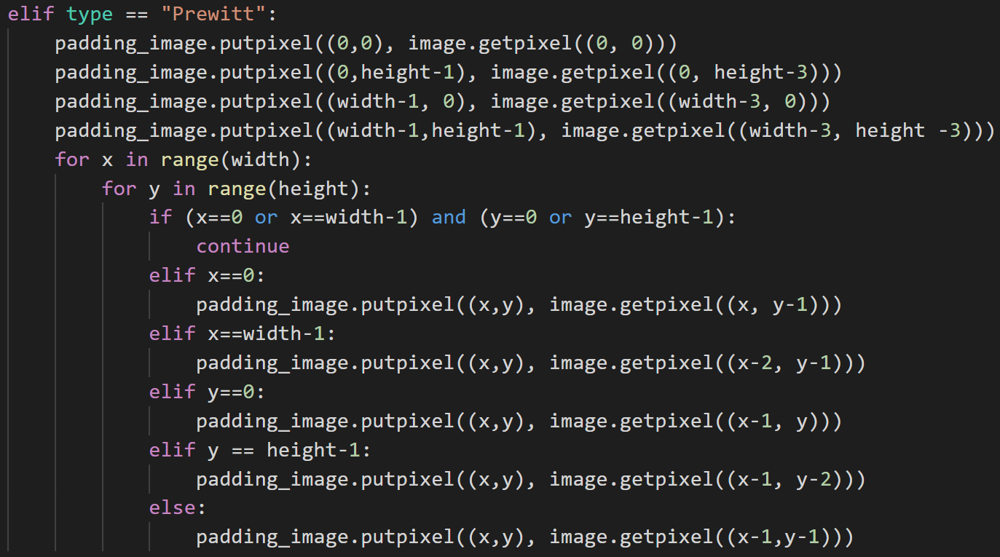 elif type == "Prewitt":
    padding_image.putpixel((0,0), image.getpixel((0, 0)))
    padding_image.putpixel((0,height-1), image.getpixel((0, height-3)))
    padding_image.putpixel((width-1, 0), image.getpixel((width-3, 0)))
    padding_image.putpixel((width-1,height-1), image.getpixel((width-3, height -3)))
    for x in range(width):
        for y in range(height):
            if (x==0 or x==width-1) and (y==0 or y==height-1):
                continue
            elif x==0:
                padding_image.putpixel((x,y), image.getpixel((x, y-1)))
            elif x==width-1:
                padding_image.putpixel((x,y), image.getpixel((x-2, y-1)))
            elif y==0:
                padding_image.putpixel((x,y), image.getpixel((x-1, y)))
            elif y == height-1:
                padding_image.putpixel((x,y), image.getpixel((x-1, y-2)))
            else:
                padding_image.putpixel((x,y), image.getpixel((x-1,y-1)))